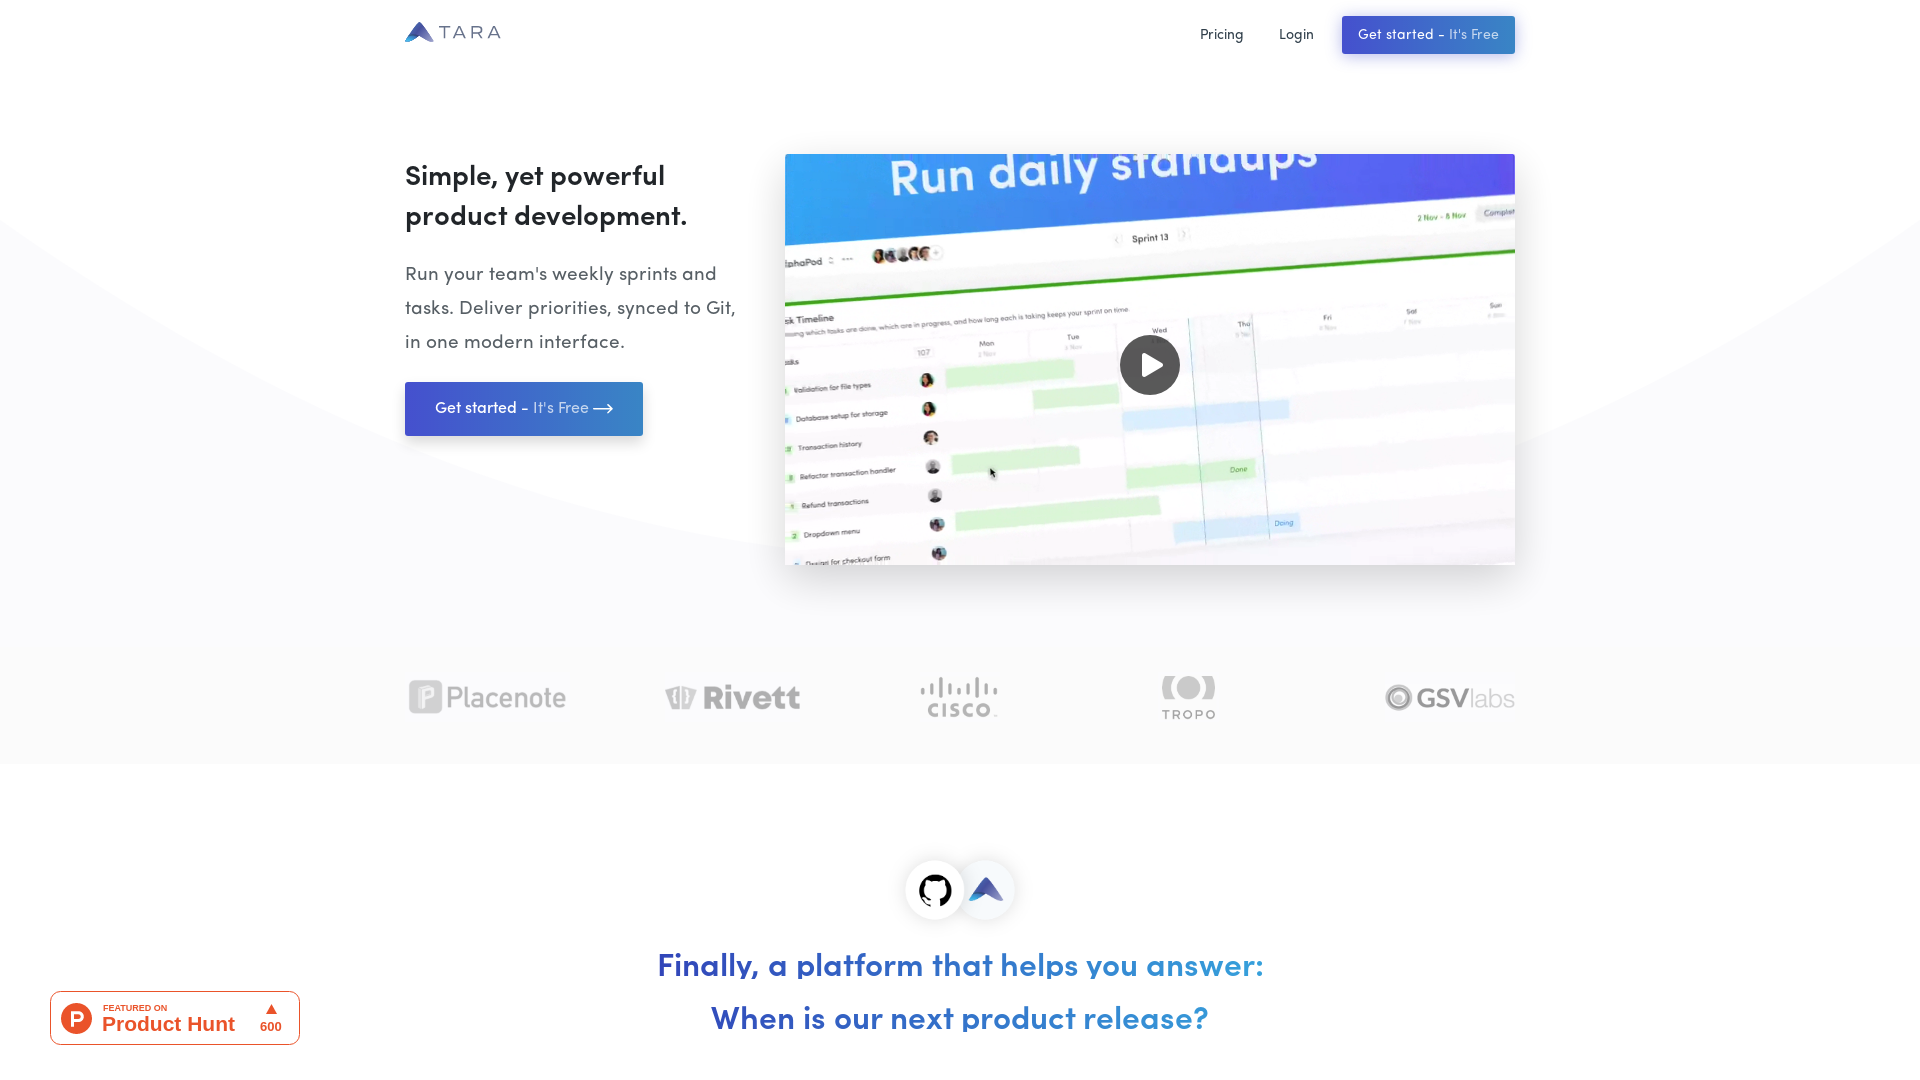 TARA
Pricing
Login
Get started - It's Free
Simple, yet powerful
product development.
Run your team's weekly sprints and
tasks. Deliver priorities, synced to Git,
in one modern interface.
Get started - It's Free
Run daily standups
2 Nov - 8 Nov
Sprint 13
Task Timeline
107
Mon
Tue
Wed
Thu
Fri
Sat
Sun
Validation for file types
Database setup for storage
Transaction history
Refactor transaction handler
Done
Refund transactions
Dropdown menu
Doing
Design for checkout form
Placenote
Rivett
CISCO
TROPO
GSVlabs
Finally, a platform that helps you answer:
When is our next product release?
FEATURED ON
Product Hunt
600